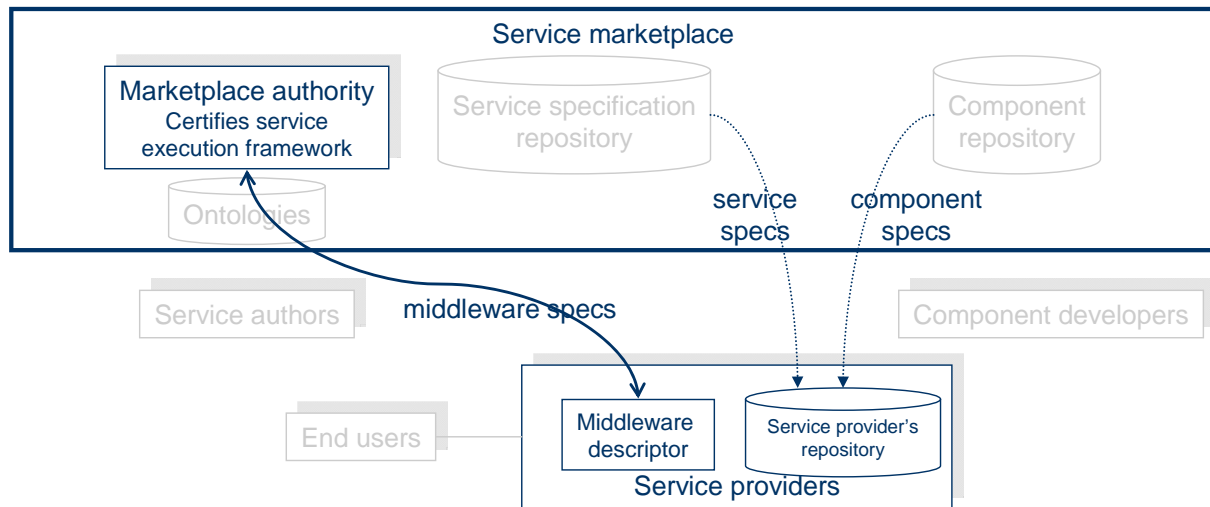 Service marketplace
Marketplace authority
Certifies service
execution framework
Service specification
repository
Component
repository
Ontologies
service
specs
component
specs
Service authors
middleware specs
Component developers
End users
Middleware
descriptor
Service provider's
repository
Service providers